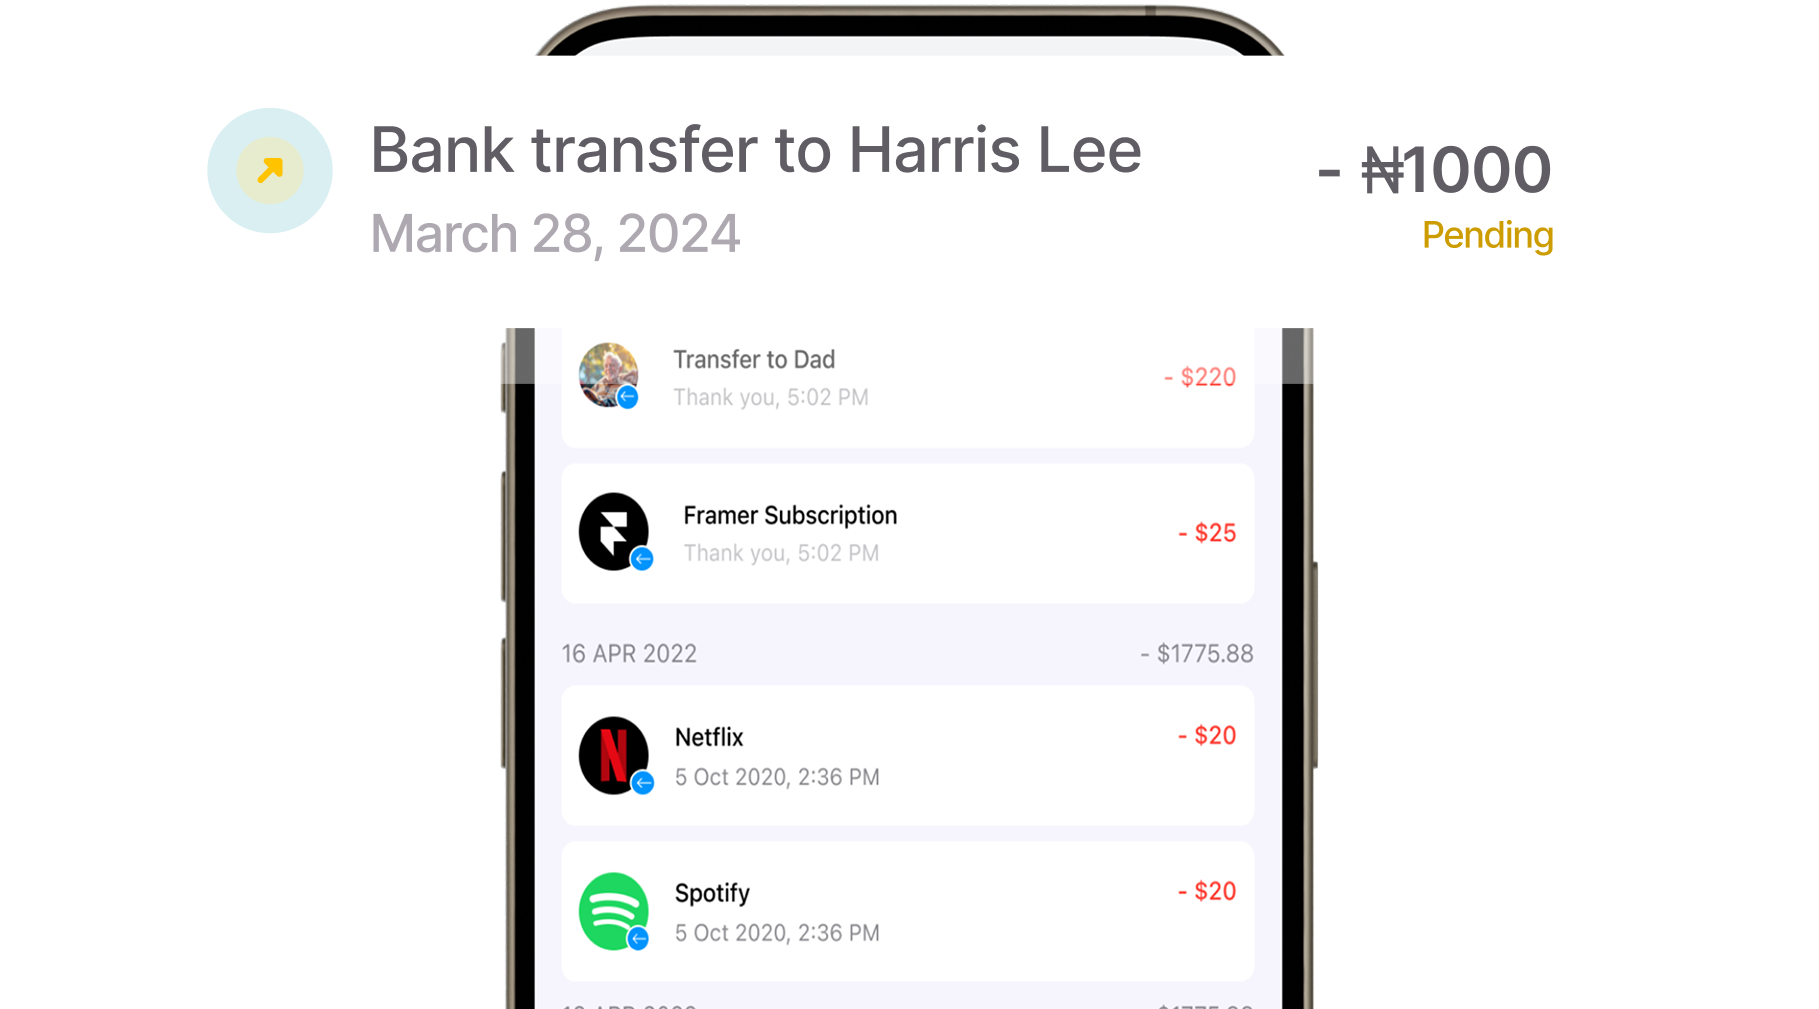 Bank transfer to Harris Lee
- ₦1000
March 28, 2024
Pending
Transfer to Dad
- $220
Thank you, 5:02 PM
Framer Subscription
- $25
Thank you, 5:02 PM
16 APR 2022
- $1775.88
Netflix
- $20
5 Oct 2020, 2:36 PM
Spotify
- $20
5 Oct 2020, 2:36 PM